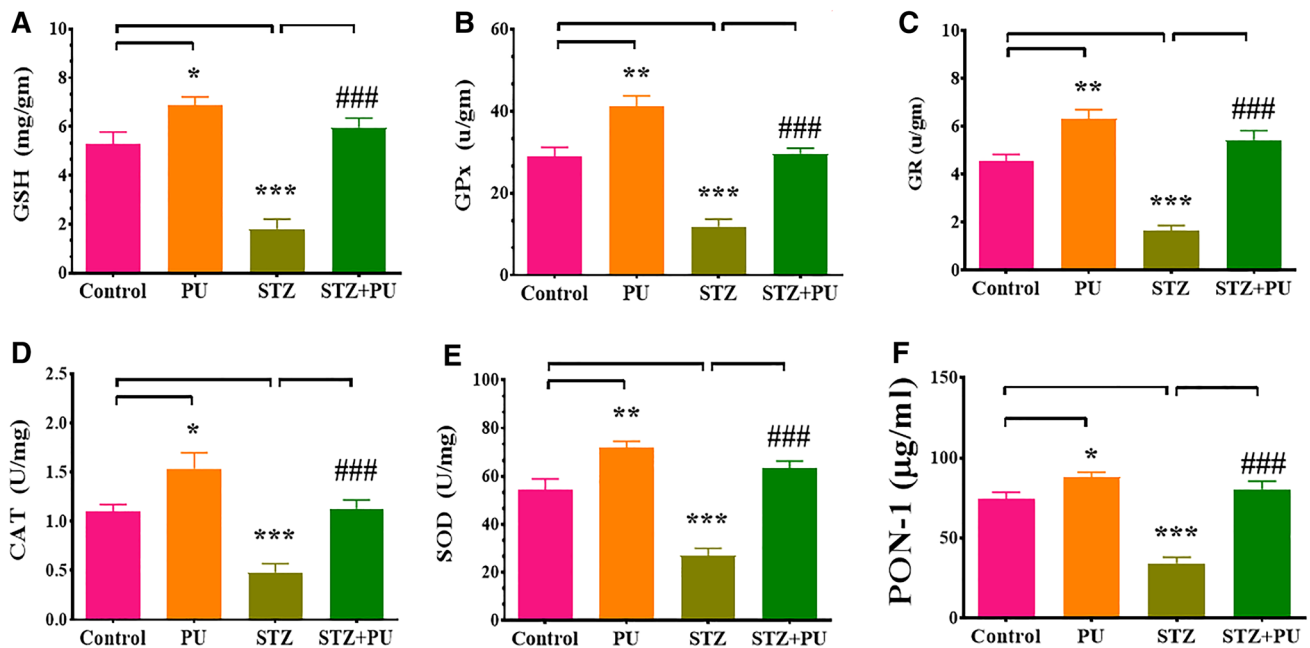 A
GSH (mg/gm)
10
8
6
4
2
0
*
***
###
Control PU STZ STZ+PU
B
GPx (u/gm)
60
40
20
0
**
***
###
Control PU STZ STZ+PU
C
GR (u/gm)
10
8
6
4
2
0
**
***
###
Control PU STZ STZ+PU
D
CAT (U/mg)
2.5
2.0
1.5
1.0
0.5
0.0
*
***
###
Control PU STZ STZ+PU
E
SOD (U/mg)
100
80
60
40
20
0
**
***
###
Control PU STZ STZ+PU
F
PON-1 (µg/ml)
150
100
50
0
*
***
###
Control PU STZ STZ+PU